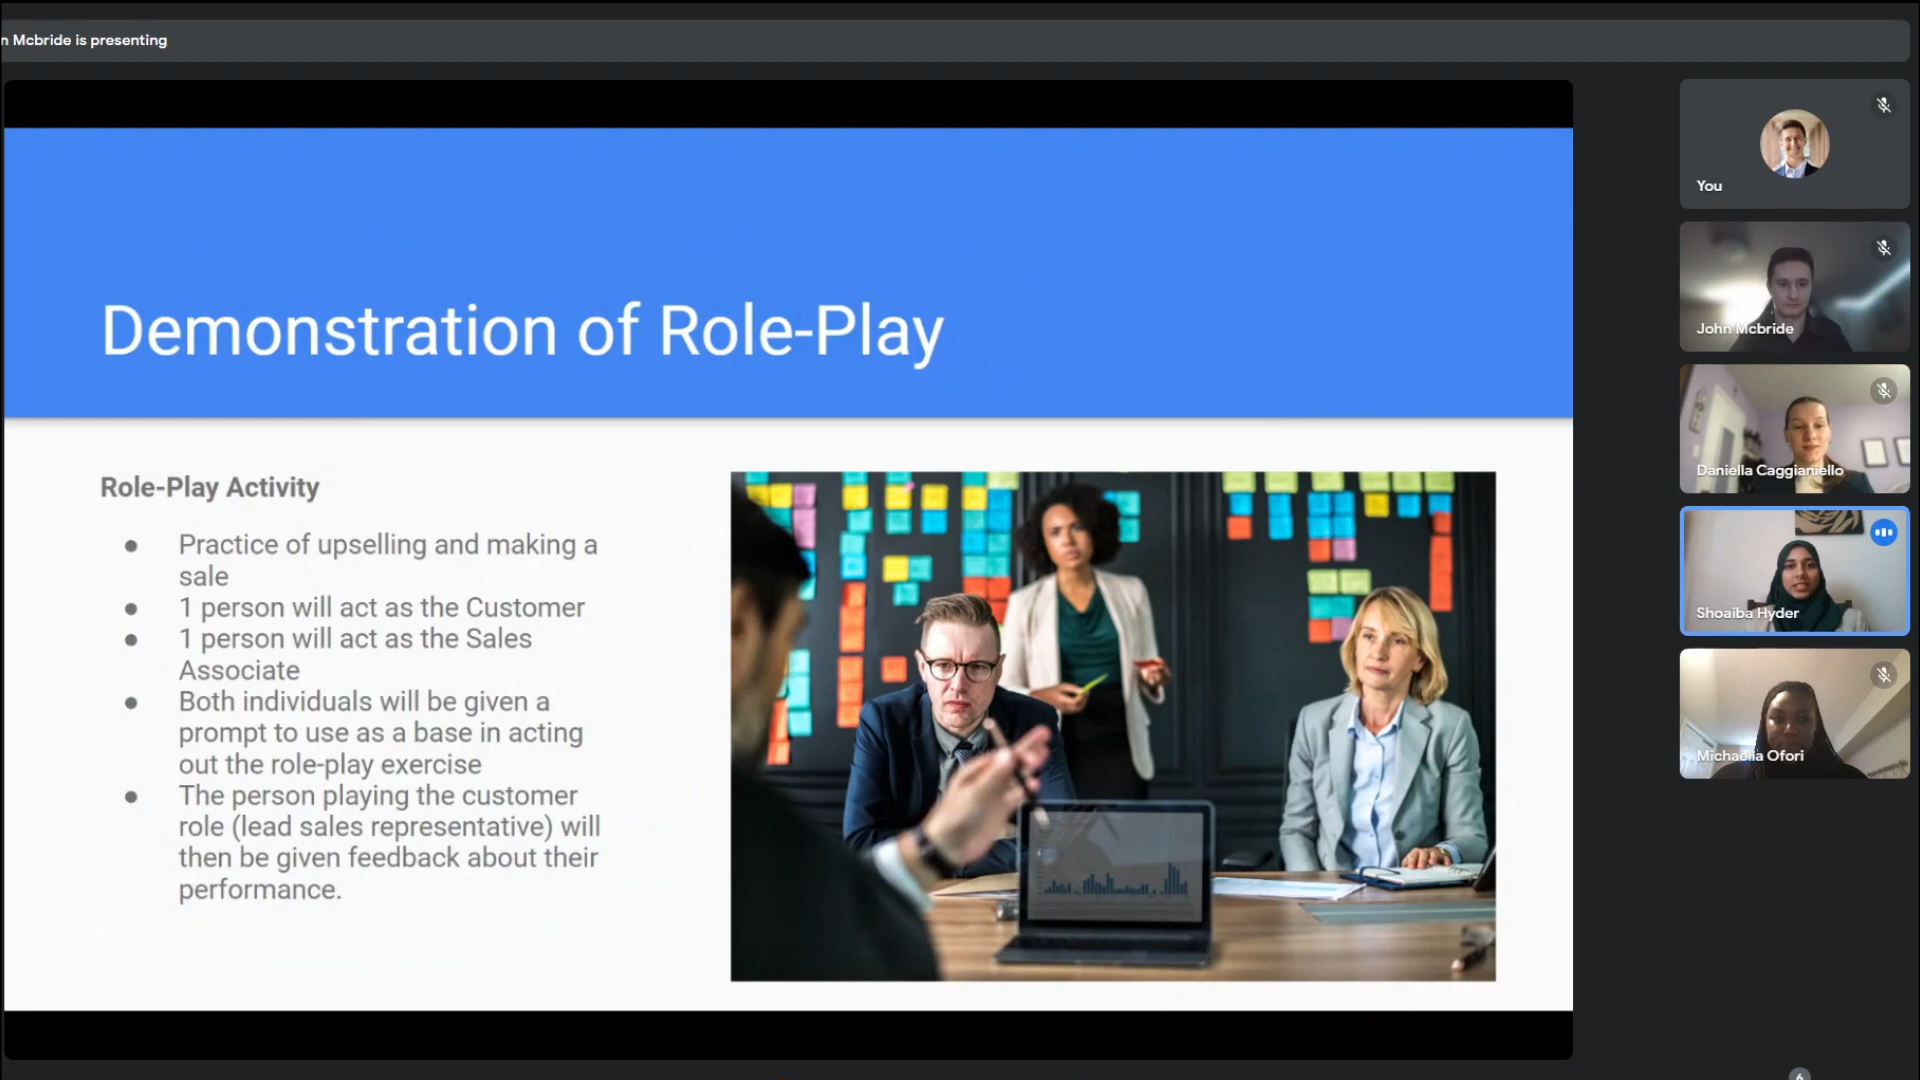 n Mcbride is presenting
Demonstration of Role-Play
Role-Play Activity
● Practice of upselling and making a
sale
● 1 person will act as the Customer
● 1 person will act as the Sales
Associate
● Both individuals will be given a
prompt to use as a base in acting
out the role-play exercise
● The person playing the customer
role (lead sales representative) will
then be given feedback about their
performance.
You
John Mcbride
Daniella Caggianiello
Shoaiba Hyder
Michaella Ofori